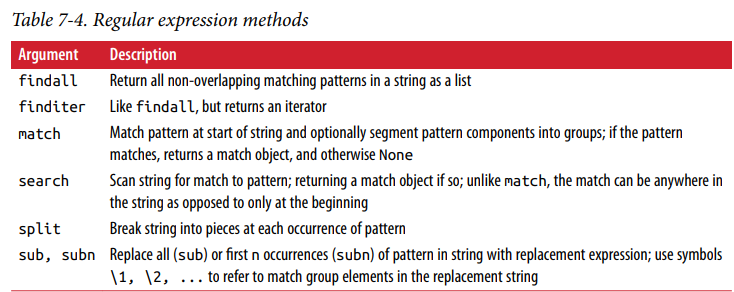 Table 7-4. Regular expression methods
Argument Description
findall Return all non-overlapping matching patterns in a string as a list
finditer Like findall, but returns an iterator
match Match pattern at start of string and optionally segment pattern components into groups; if the pattern
matches, returns a match object, and otherwise None
search Scan string for match to pattern; returning a match object if so; unlike match, the match can be anywhere in
the string as opposed to only at the beginning
split Break string into pieces at each occurrence of pattern
sub, subn Replace all (sub) or first n occurrences (subn) of pattern in string with replacement expression; use symbols
\1, \2, ... to refer to match group elements in the replacement string